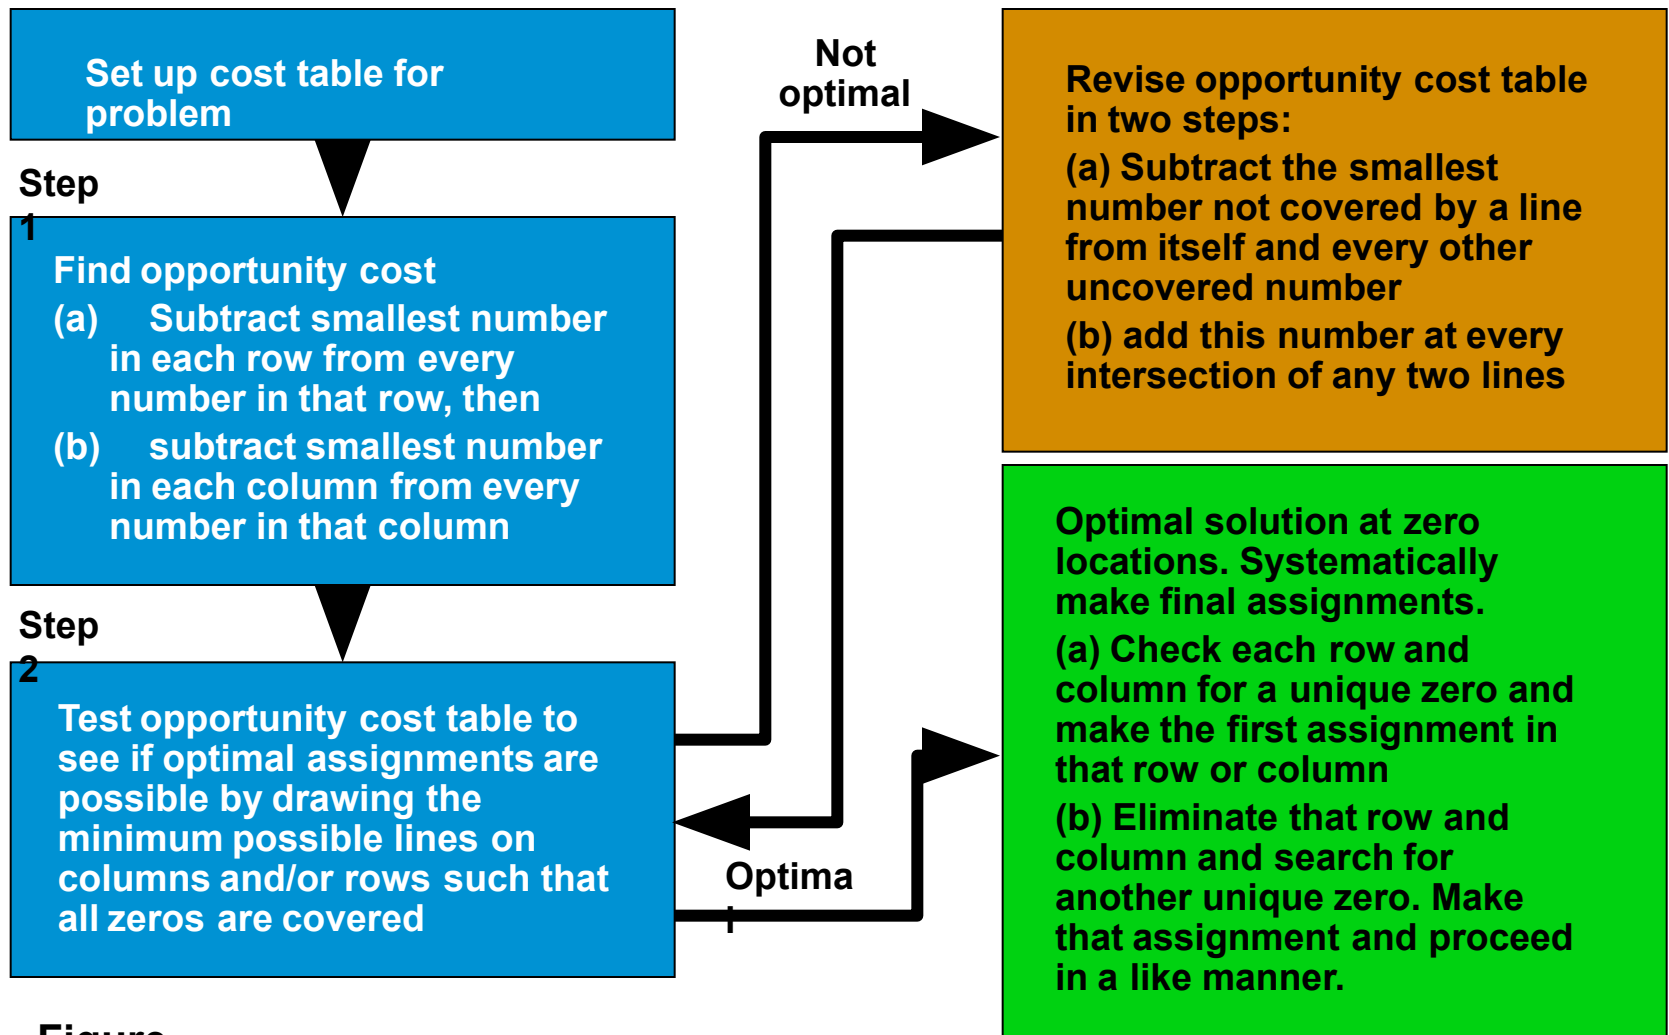 Set up cost table for
problem
Step
1
Find opportunity cost
(a) Subtract smallest number
in each row from every
number in that row, then
(b) subtract smallest number
in each column from every
number in that column
Step
2
Test opportunity cost table to
see if optimal assignments are
possible by drawing the
minimum possible lines on
columns and/or rows such that
all zeros are covered
Not
optimal
Optima
l
Revise opportunity cost table
in two steps:
(a) Subtract the smallest
number not covered by a line
from itself and every other
uncovered number
(b) add this number at every
intersection of any two lines
Optimal solution at zero
locations. Systematically
make final assignments.
(a) Check each row and
column for a unique zero and
make the first assignment in
that row or column
(b) Eliminate that row and
column and search for
another unique zero. Make
that assignment and proceed
in a like manner.
Figure